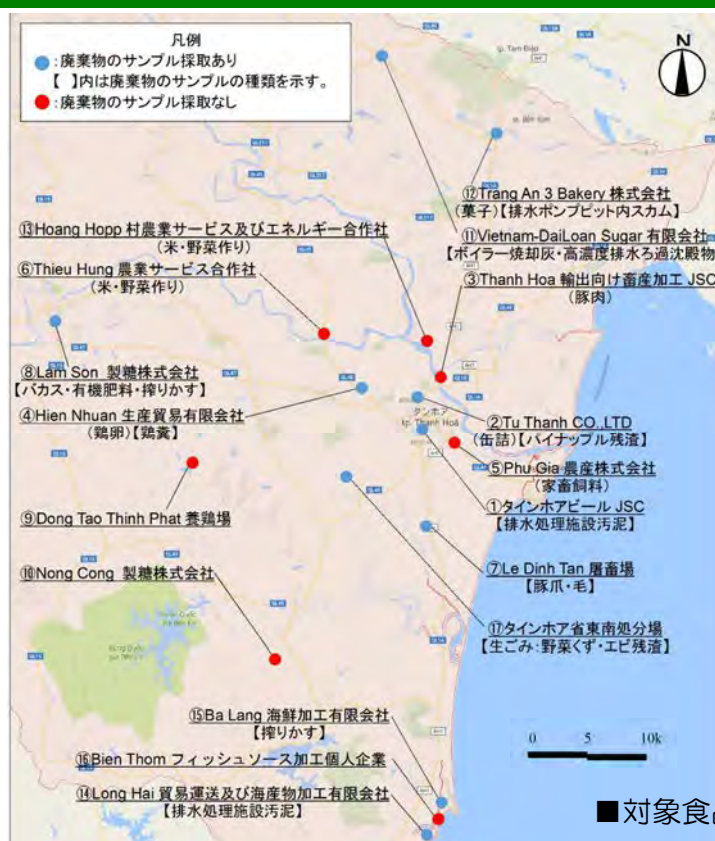 凡例
●:廃棄物のサンプル採取あり
【 】内は廃棄物のサンプルの種類を示す。
●:廃棄物のサンプル採取なし
N
tp. Tam Điệp
⑫Trang An 3 Bakery 株式会社
(菓子)【排水ポンプピット内スカム】
⑬Hoang Hopp 村農業サービス及びエネルギー合作社
(米・野菜作り)
⑪Vietnam-DaiLoan Sugar 有限会社
【ボイラー焼却灰・高濃度排水ろ過沈殿物
⑥Thieu Hung 農業サービス合作社
(米・野菜作り)
③Thanh Hoa 輸出向け畜産加工 JSC
(豚肉)
⑧Lam Son 製糖株式会社
【バカス・有機肥料・搾りかす】
④Hien Nhuan 生産貿易有限会社
(鶏卵)【鶏糞】
タインホア
tp. Thanh Hoá
②Tu Thanh CO.,LTD
(缶詰)【パイナップル残渣】
⑤Phu Gia 農産株式会社
(家畜飼料)
①タインホアビール JSC
【排水処理施設汚泥】
⑨Dong Tao Thinh Phat 養鶏場
⑦Le Dinh Tan 屠畜場
【豚爪・毛】
⑩Nong Cong 製糖株式会社
⑰タインホア省東南処分場
【生ごみ:野菜くず・エビ残渣】
⑮Ba Lang 海鮮加工有限会社
【搾りかす】
0 5 10k
⑯Bien Thom フィッシュソース加工個人企業
⑭Long Hai 貿易運送及び海産物加工有限会社
【排水処理施設汚泥】
■対象食